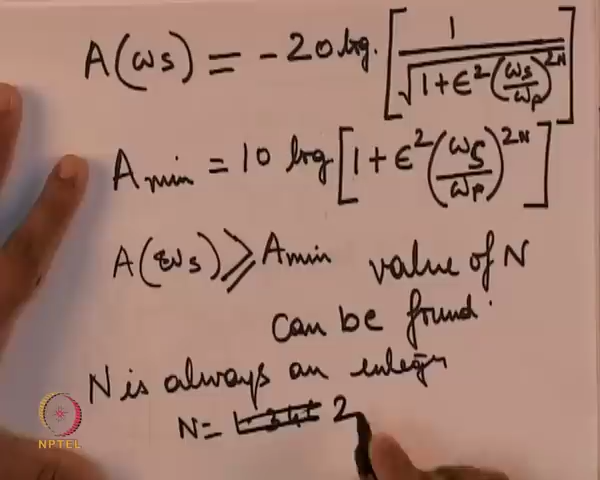 A(ωs) = -20 log. [1 / √(1+ε²(ωs/ωp)^2N)]
Amin = 10 log [1+ε²(ωs/ωp)^2N]
A(ωs) ⩾ Amin value of N
can be found.
N is always an integer
N = 2
NPTEL